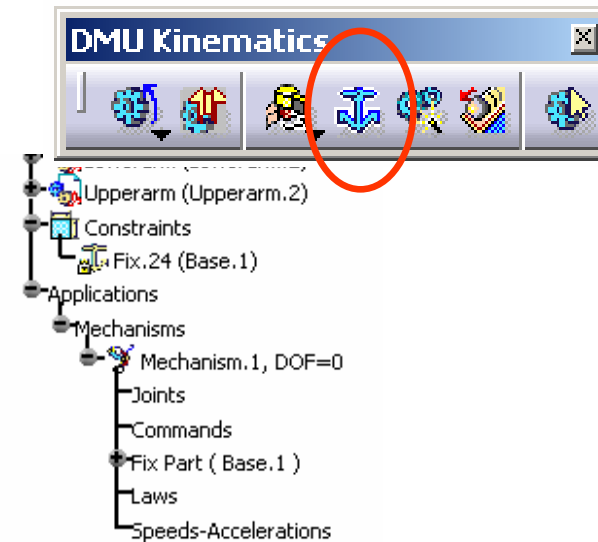 DMU Kinematics
Upperarm (Upperarm.2)
Constraints
Fix.24 (Base.1)
Applications
Mechanisms
Mechanism.1, DOF=0
Joints
Commands
Fix Part ( Base.1 )
Laws
Speeds-Accelerations